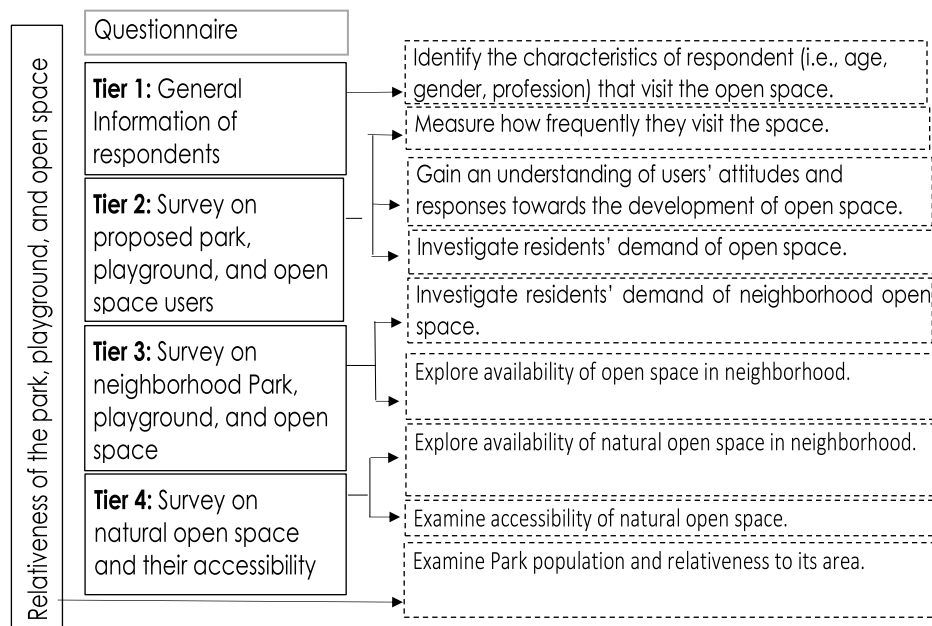 Relativeness of the park, playground, and open space
Questionnaire
Tier 1: General
Information of
respondents
Identify the characteristics of respondent (i.e., age,
gender, profession) that visit the open space.
Tier 2: Survey on
proposed park,
playground, and open
space users
Measure how frequently they visit the space.
Gain an understanding of users' attitudes and
responses towards the development of open space.
Investigate residents' demand of open space.
Tier 3: Survey on
neighborhood Park,
playground, and open
space
Investigate residents' demand of neighborhood open
space.
Explore availability of open space in neighborhood.
Tier 4: Survey on
natural open space
and their accessibility
Explore availability of natural open space in neighborhood.
Examine accessibility of natural open space.
Examine Park population and relativeness to its area.